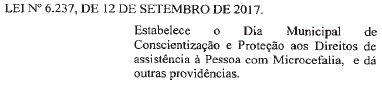 LEI Nº 6.237, DE 12 DE SETEMBRO DE 2017.
Estabelece o Dia Municipal de
Conscientização e Proteção aos Direitos de
assistência à Pessoa com Microcefalia, e dá
outras providências.